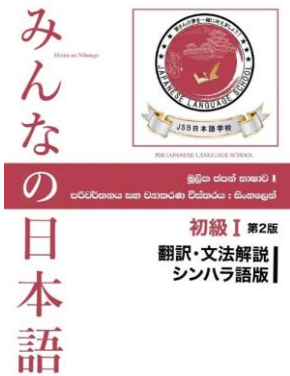 みんなの日本語
Minna no Nihongo
JAPANESE LANGUAGE SCHOOL
JSB日本語学校
JSB JAPANESE LANGUAGE SCHOOL
මූලික ජපන් භාෂාව I
පරිවර්තනය සහ ව්‍යාකරණ විස්තරය : සිංහලෙන්
初級 I 第2版
翻訳・文法解説
シンハラ語版